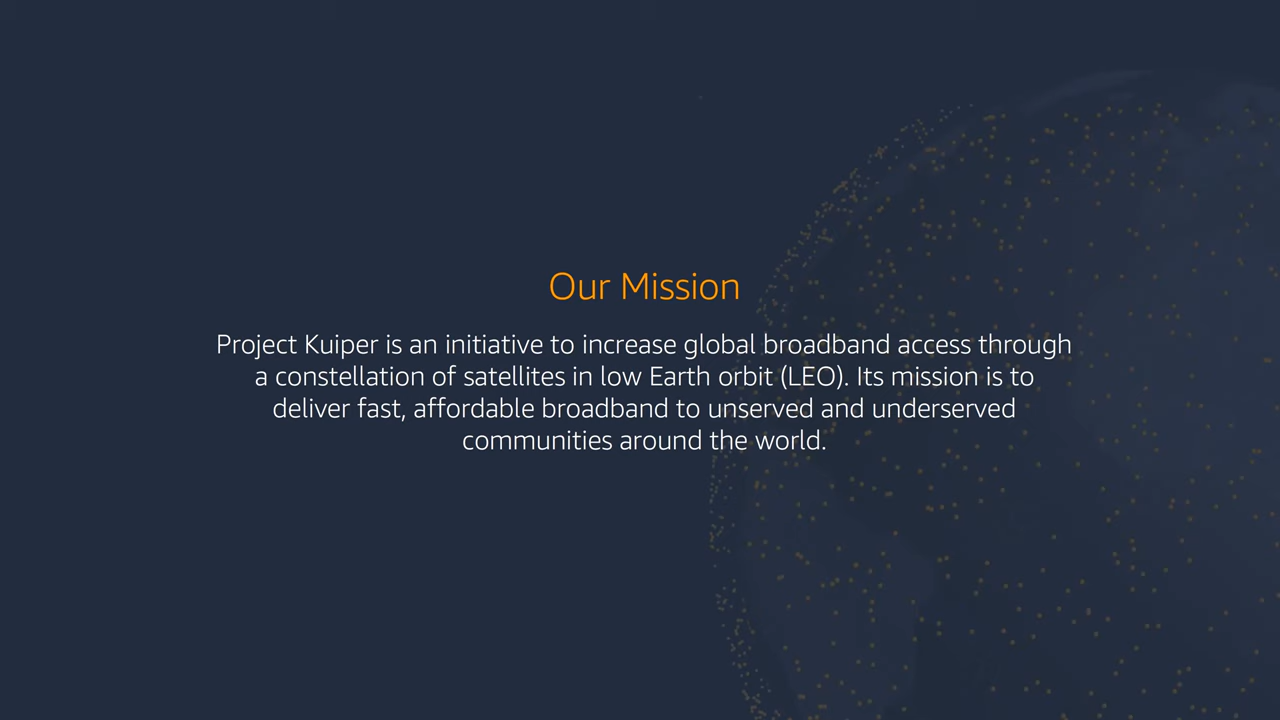 Our Mission
Project Kuiper is an initiative to increase global broadband access through
a constellation of satellites in low Earth orbit (LEO). Its mission is to
deliver fast, affordable broadband to unserved and underserved
communities around the world.